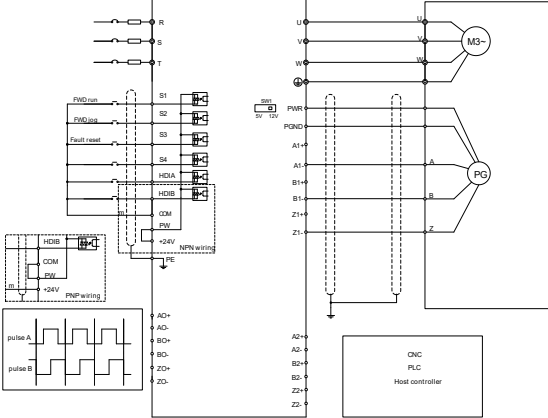 R
S
T
U
V
W
U
V
W
M3~
S1
FWD run
S2
FWD jog
S3
Fault reset
S4
HDIA
HDIB
m
COM
PW
+24V
NPN wiring
PE
SW1
5V 12V
PWR
PGND
A1+
A1-
B1+
B1-
Z1+
Z1-
A
B
Z
PG
HDIB
COM
PW
m
+24V
PNP wiring
pulse A
pulse B
AO+
AO-
BO+
BO-
ZO+
ZO-
A2+
A2-
B2+
B2-
Z2+
Z2-
CNC
PLC
Host controller